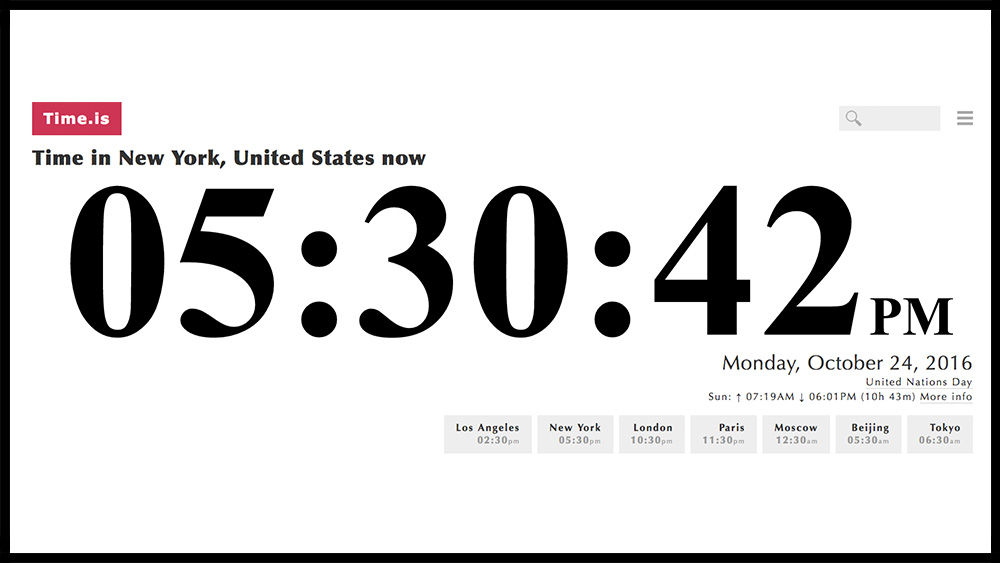 Time.is
Time in New York, United States now
05:30:42 PM
Monday, October 24, 2016
United Nations Day
Sun: ↑ 07:19AM ↓ 06:01PM (10h 43m) More info
Los Angeles New York London Paris Moscow Beijing Tokyo
02:30pm 05:30pm 10:30pm 11:30pm 12:30am 05:30am 06:30am